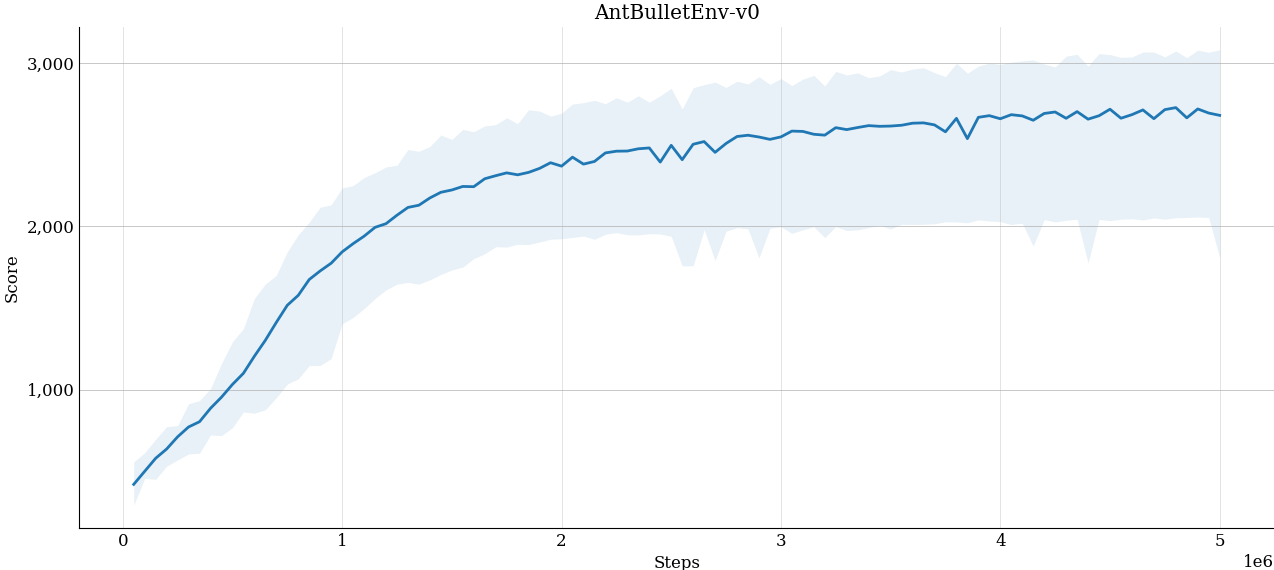 AntBulletEnv-v0
3,000
2,000
1,000
Score
0 1 2 3 4 5
1e6
Steps